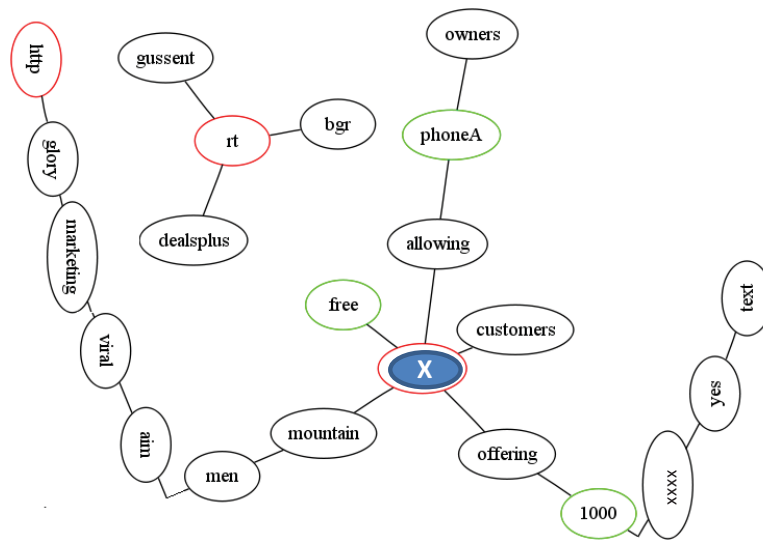 owners
http
gussent
phoneA
bgr
rt
glory
marketing
dealsplus
allowing
free
text
customers
viral
X
yes
mountain
aim
offering
men
xxxx
1000